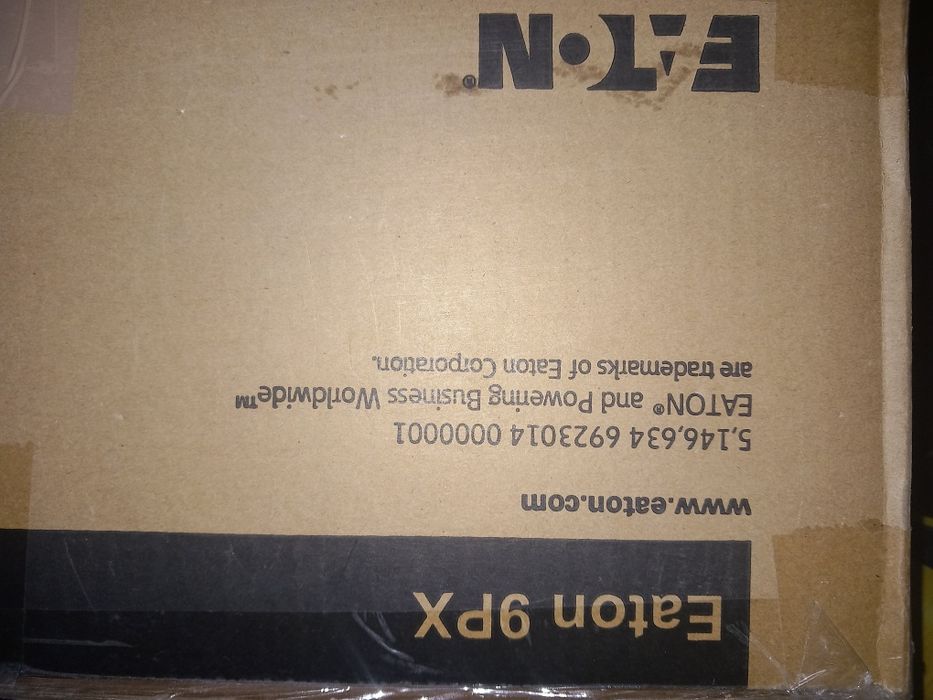 Eaton 9PX
www.eaton.com
5,146,634 6923014 0000001
EATON® and Powering Business Worldwide™
are trademarks of Eaton Corporation.
EATON®